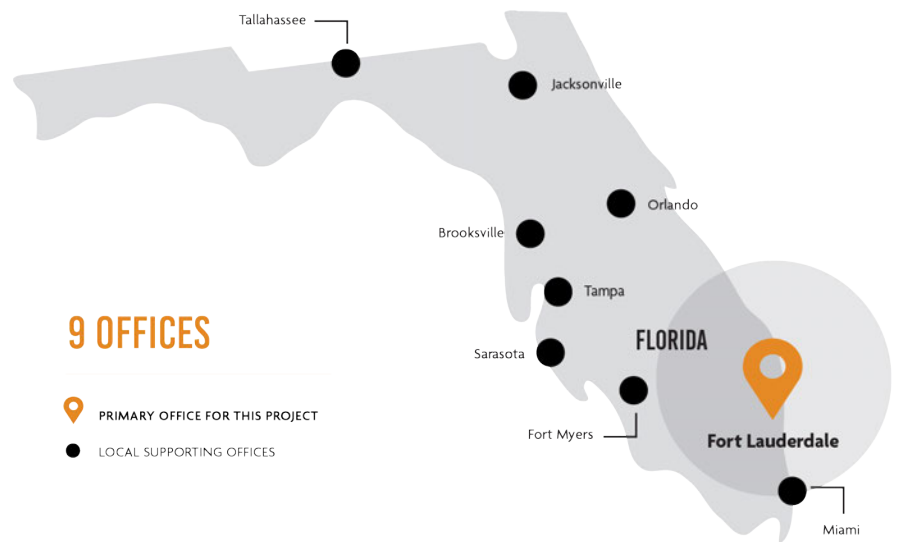 Tallahassee
Jacksonville
Orlando
Brooksville
Tampa
9 OFFICES
FLORIDA
Sarasota
PRIMARY OFFICE FOR THIS PROJECT
Fort Myers
Fort Lauderdale
LOCAL SUPPORTING OFFICES
Miami